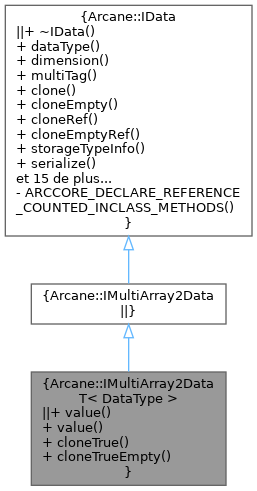 {Arcane::IData
||+ ~IData()
+ dataType()
+ dimension()
+ multiTag()
+ clone()
+ cloneEmpty()
+ cloneRef()
+ cloneEmptyRef()
+ storageTypeInfo()
+ serialize()
et 15 de plus...
- ARCCORE_DECLARE_REFERENCE
_COUNTED_INCLASS_METHODS()
}
{Arcane::IMultiArray2Data
||}
{Arcane::IMultiArray2Data
T< DataType >
||+ value()
+ value()
+ cloneTrue()
+ cloneTrueEmpty()
}